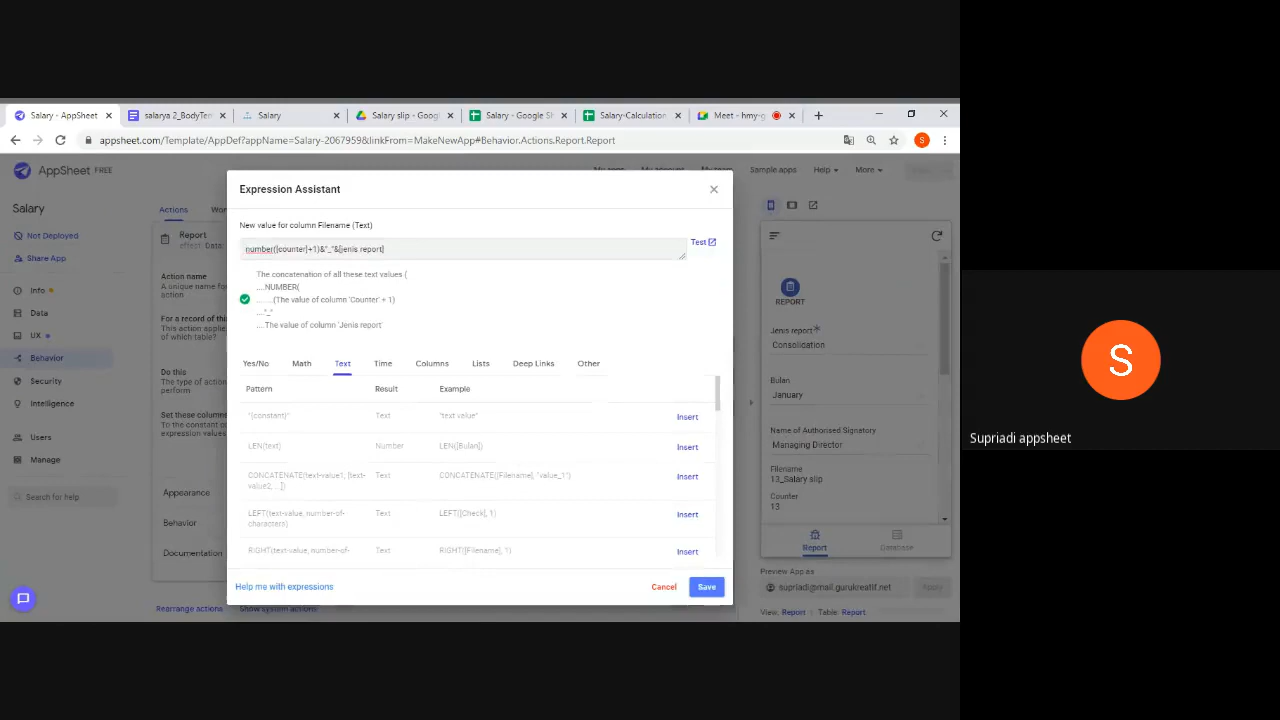 Salary - AppSheet
salarya 2_BodyTem
Salary
Salary slip - Googl
Salary - Google Sh
Salary-Calculation
Meet - hmy-g
appsheet.com/Template/AppDef?appName=Salary-2067959&linkFrom=MakeNewApp#Behavior.Actions.Report.Report
S
AppSheet FREE
My account
Sample apps
Help
More
Salary
Not Deployed
Share App
Info
Data
UX
Behavior
Security
Intelligence
Users
Manage
Search for help
Actions
Wor
Report
effect: Data:
Action name
A unique name for
action
For a record of this
This action applie
of which table?
Do this
The type of action
perform
Set these columns
To the constant o
expression values
Appearance
Behavior
Documentation
Rearrange actions
Show system actions
Expression Assistant
New value for column Filename (Text)
number([counter]+1)&"_"&[jenis report]
Test
The concatenation of all these text values (
....NUMBER(
........(The value of column 'Counter' + 1)
...."_"
....The value of column 'Jenis report'
Yes/No
Math
Text
Time
Columns
Lists
Deep Links
Other
Pattern
Result
Example
"{constant}"
Text
"text value"
Insert
LEN(text)
Number
LEN([Bulan])
Insert
CONCATENATE(text-value1, [text-
value2, ...])
Text
CONCATENATE([Filename], "value_1")
Insert
LEFT(text-value, number-of-
characters)
Text
LEFT([Check], 1)
Insert
RIGHT(text-value, number-of-
Text
RIGHT([Filename], 1)
Insert
Help me with expressions
Cancel
Save
REPORT
Jenis report*
Consolidation
Bulan
January
Name of Authorised Signatory
Managing Director
Filename
13_Salary slip
Counter
13
Report
Database
Preview App as
supriadi@mail.gurukreatif.net
Apply
View: Report | Table: Report
S
Supriadi appsheet